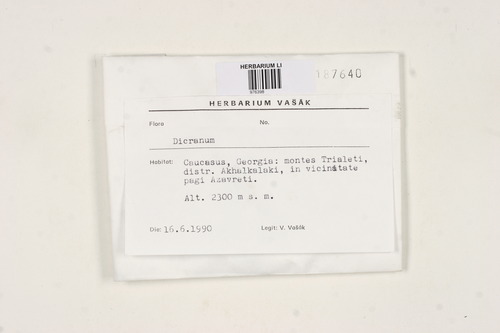 HERBARIUM LI
187640
HERBARIUM VAŠÁK
Flora No.
Dicranum
Habitat: Caucasus, Georgia: montes Trialeti,
distr. Akhalkalaki, in vicinitate
pagi Azavreti.
Alt. 2300 m s. m.
Die: 16.6.1990 Legit: V. Vašák